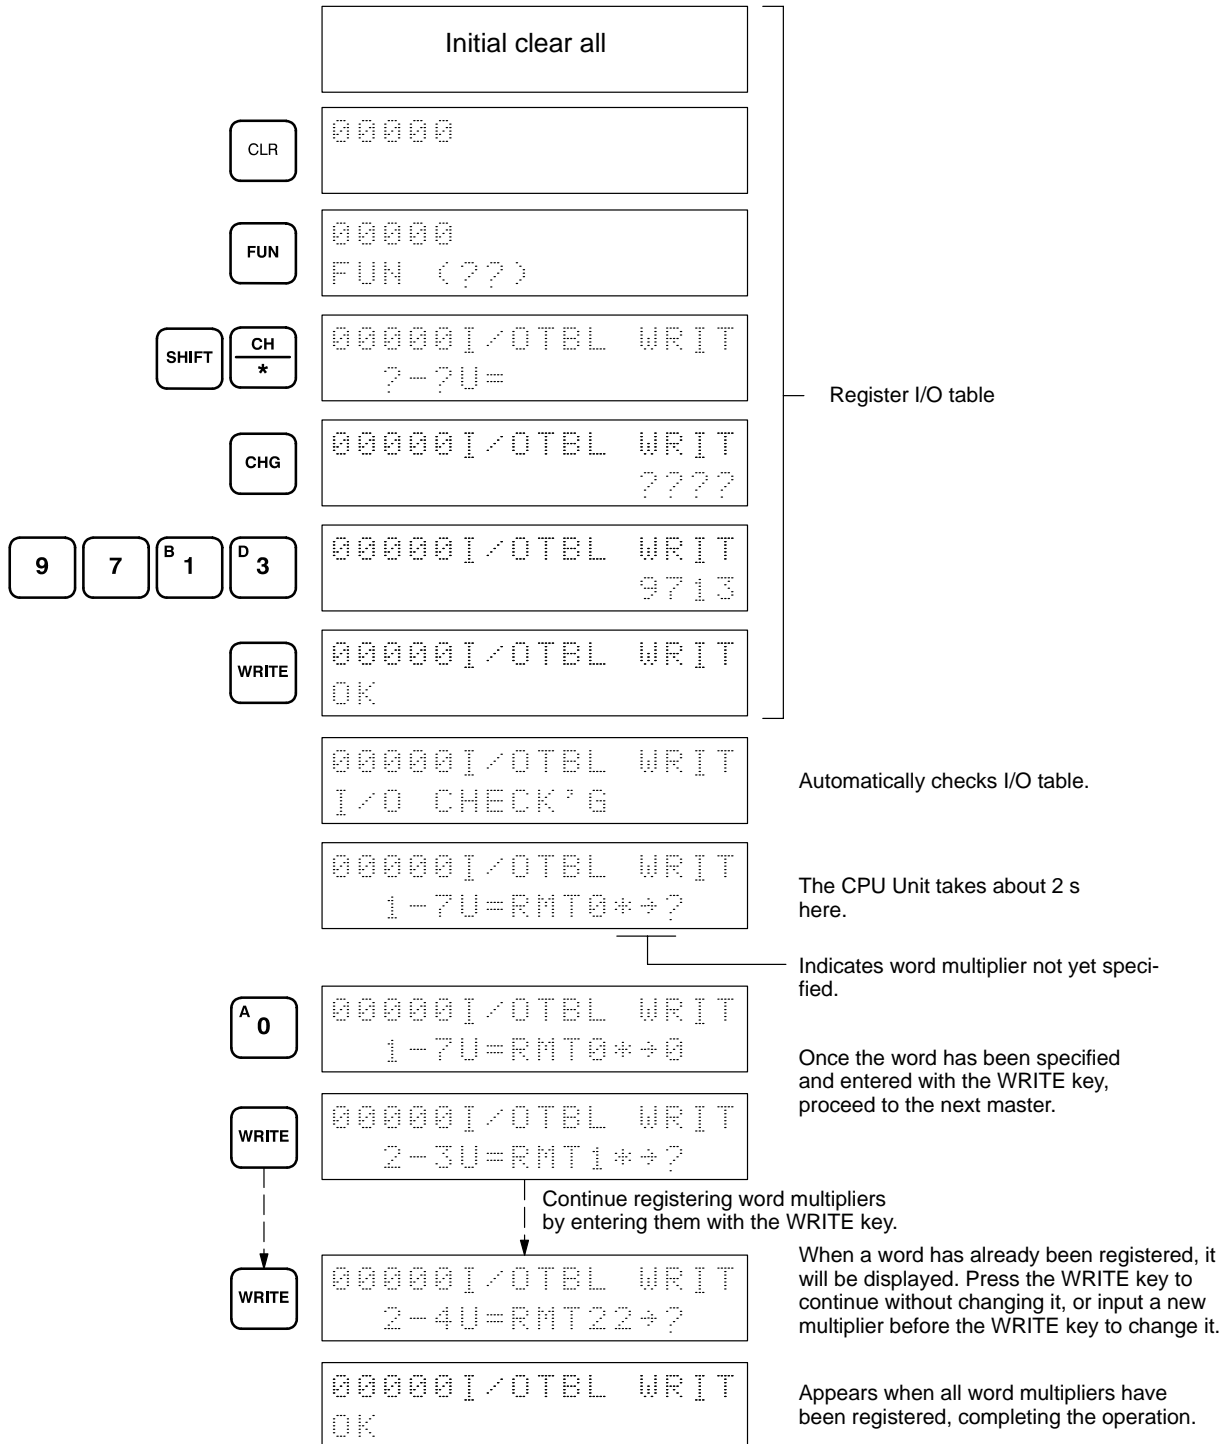 Initial clear all
CLR
00000
FUN
00000
FUN (??)
SHIFT
CH
*
00000I/OTBL WRIT
?-?U=
Register I/O table
CHG
00000I/OTBL WRIT
????
9
7
B 1
D 3
00000I/OTBL WRIT
9713
WRITE
00000I/OTBL WRIT
OK
00000I/OTBL WRIT
I/O CHECK'G
Automatically checks I/O table.
00000I/OTBL WRIT
1-7U=RMT0*→?
The CPU Unit takes about 2 s
here.
Indicates word multiplier not yet speci-
fied.
A 0
00000I/OTBL WRIT
1-7U=RMT0*→0
Once the word has been specified
and entered with the WRITE key,
proceed to the next master.
WRITE
00000I/OTBL WRIT
2-3U=RMT1*→?
Continue registering word multipliers
by entering them with the WRITE key.
WRITE
00000I/OTBL WRIT
2-4U=RMT22→?
When a word has already been registered, it
will be displayed. Press the WRITE key to
continue without changing it, or input a new
multiplier before the WRITE key to change it.
00000I/OTBL WRIT
OK
Appears when all word multipliers have
been registered, completing the operation.